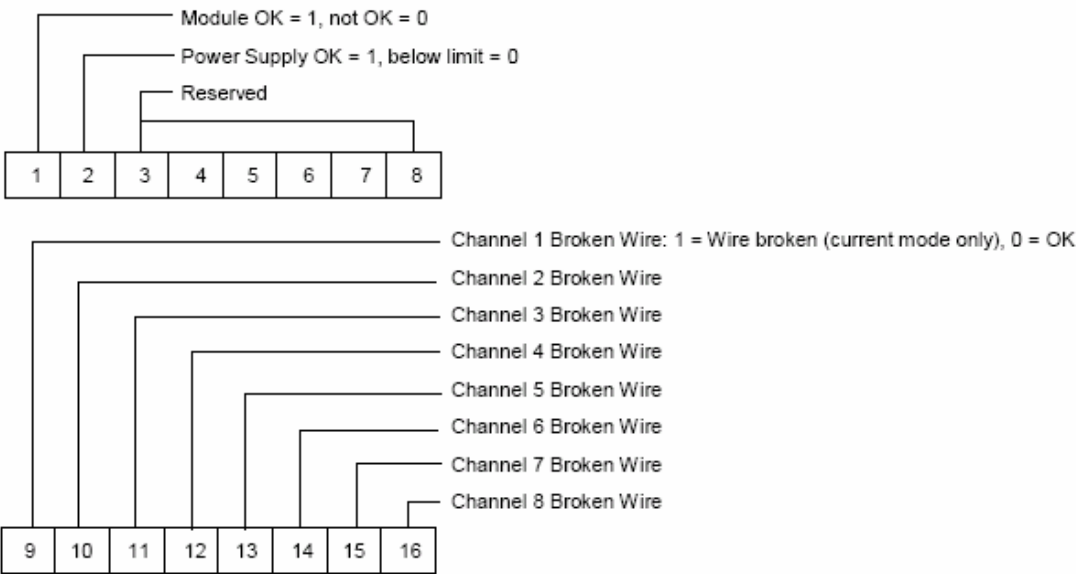 Module OK = 1, not OK = 0
Power Supply OK = 1, below limit = 0
Reserved
1 2 3 4 5 6 7 8
Channel 1 Broken Wire: 1 = Wire broken (current mode only), 0 = OK
Channel 2 Broken Wire
Channel 3 Broken Wire
Channel 4 Broken Wire
Channel 5 Broken Wire
Channel 6 Broken Wire
Channel 7 Broken Wire
Channel 8 Broken Wire
9 10 11 12 13 14 15 16